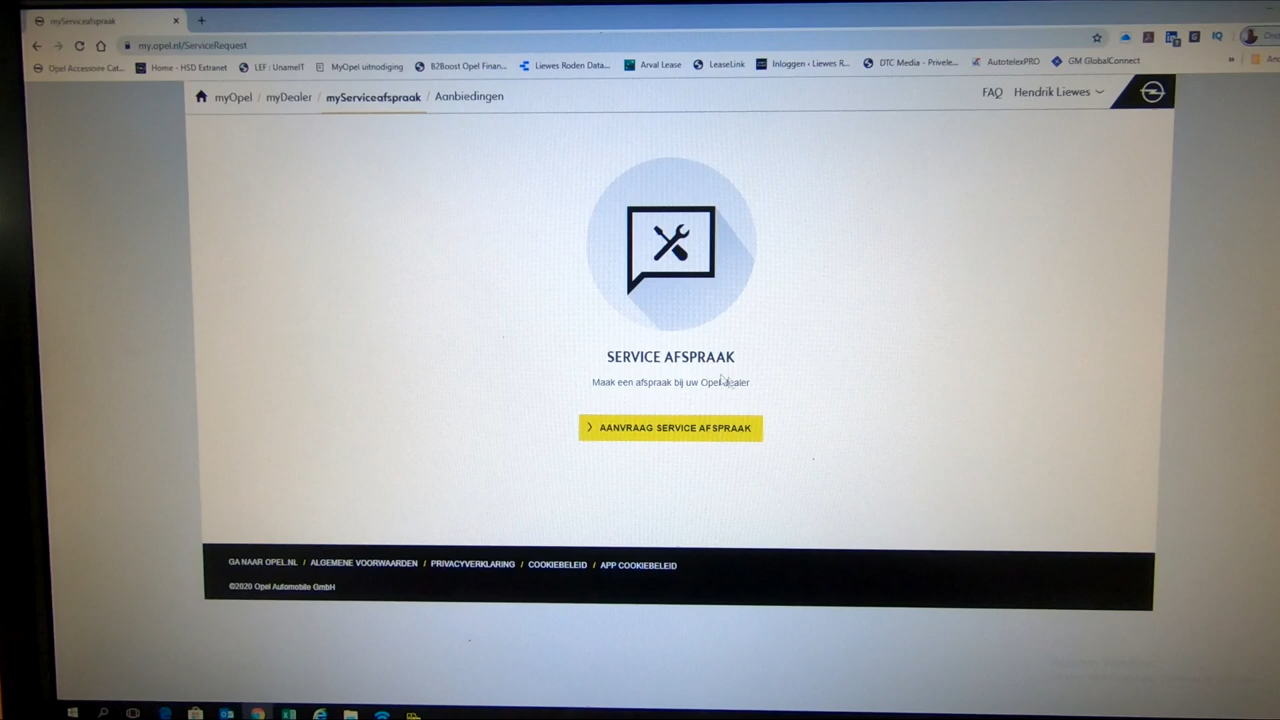 myServiceafspraak
my.opel.nl/ServiceRequest
Opel Accessoire Cat... Home - HSD Extranet LEF : UnameIT MyOpel uitnodiging B2Boost Opel Finan... Liewes Roden Data... Arval Lease LeaseLink Inloggen ‹ Liewes R... DTC Media - Privele... AutotelexPRO GM GlobalConnect »
myOpel / myDealer / myServiceafspraak / Aanbiedingen FAQ Hendrik Liewes
SERVICE AFSPRAAK
Maak een afspraak bij uw Opel dealer
AANVRAAG SERVICE AFSPRAAK
GA NAAR OPEL.NL / ALGEMENE VOORWAARDEN / PRIVACYVERKLARING / COOKIEBELEID / APP COOKIEBELEID
©2020 Opel Automobile GmbH